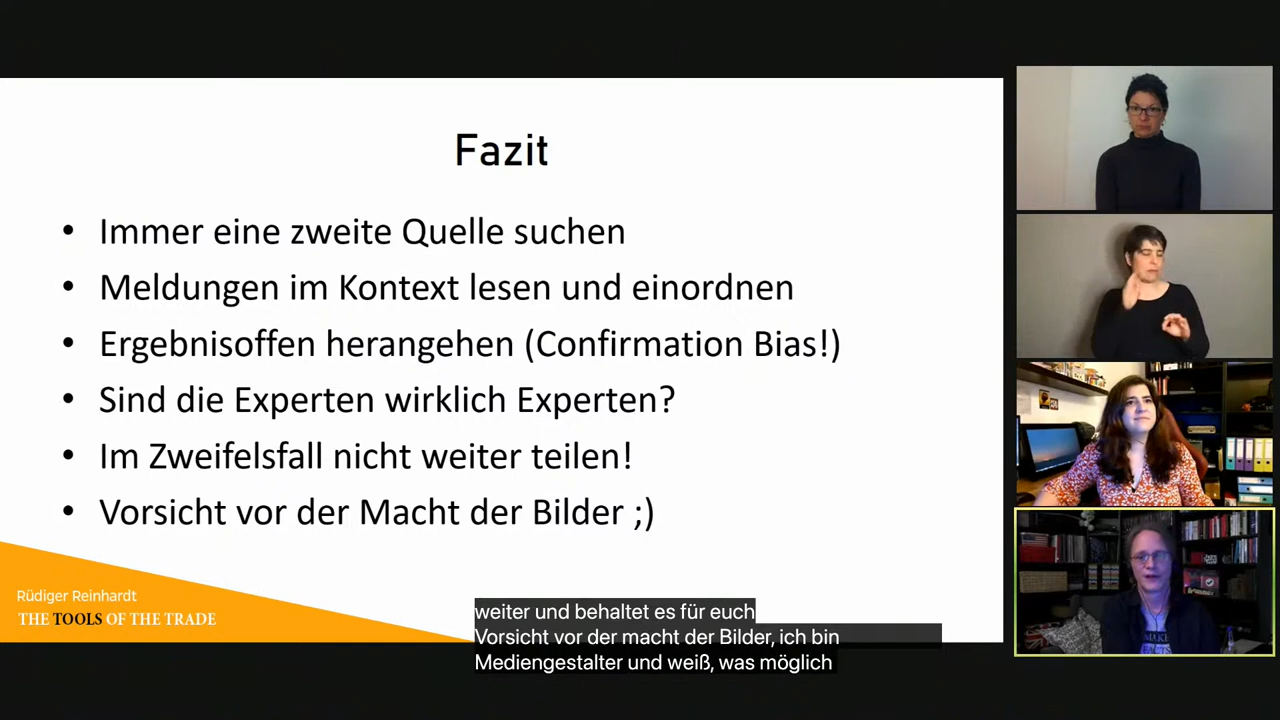 Fazit
• Immer eine zweite Quelle suchen
• Meldungen im Kontext lesen und einordnen
• Ergebnisoffen herangehen (Confirmation Bias!)
• Sind die Experten wirklich Experten?
• Im Zweifelsfall nicht weiter teilen!
• Vorsicht vor der Macht der Bilder ;)
Rüdiger Reinhardt
THE TOOLS OF THE TRADE
weiter und behaltet es für euch
Vorsicht vor der macht der Bilder, ich bin
Mediengestalter und weiß, was möglich